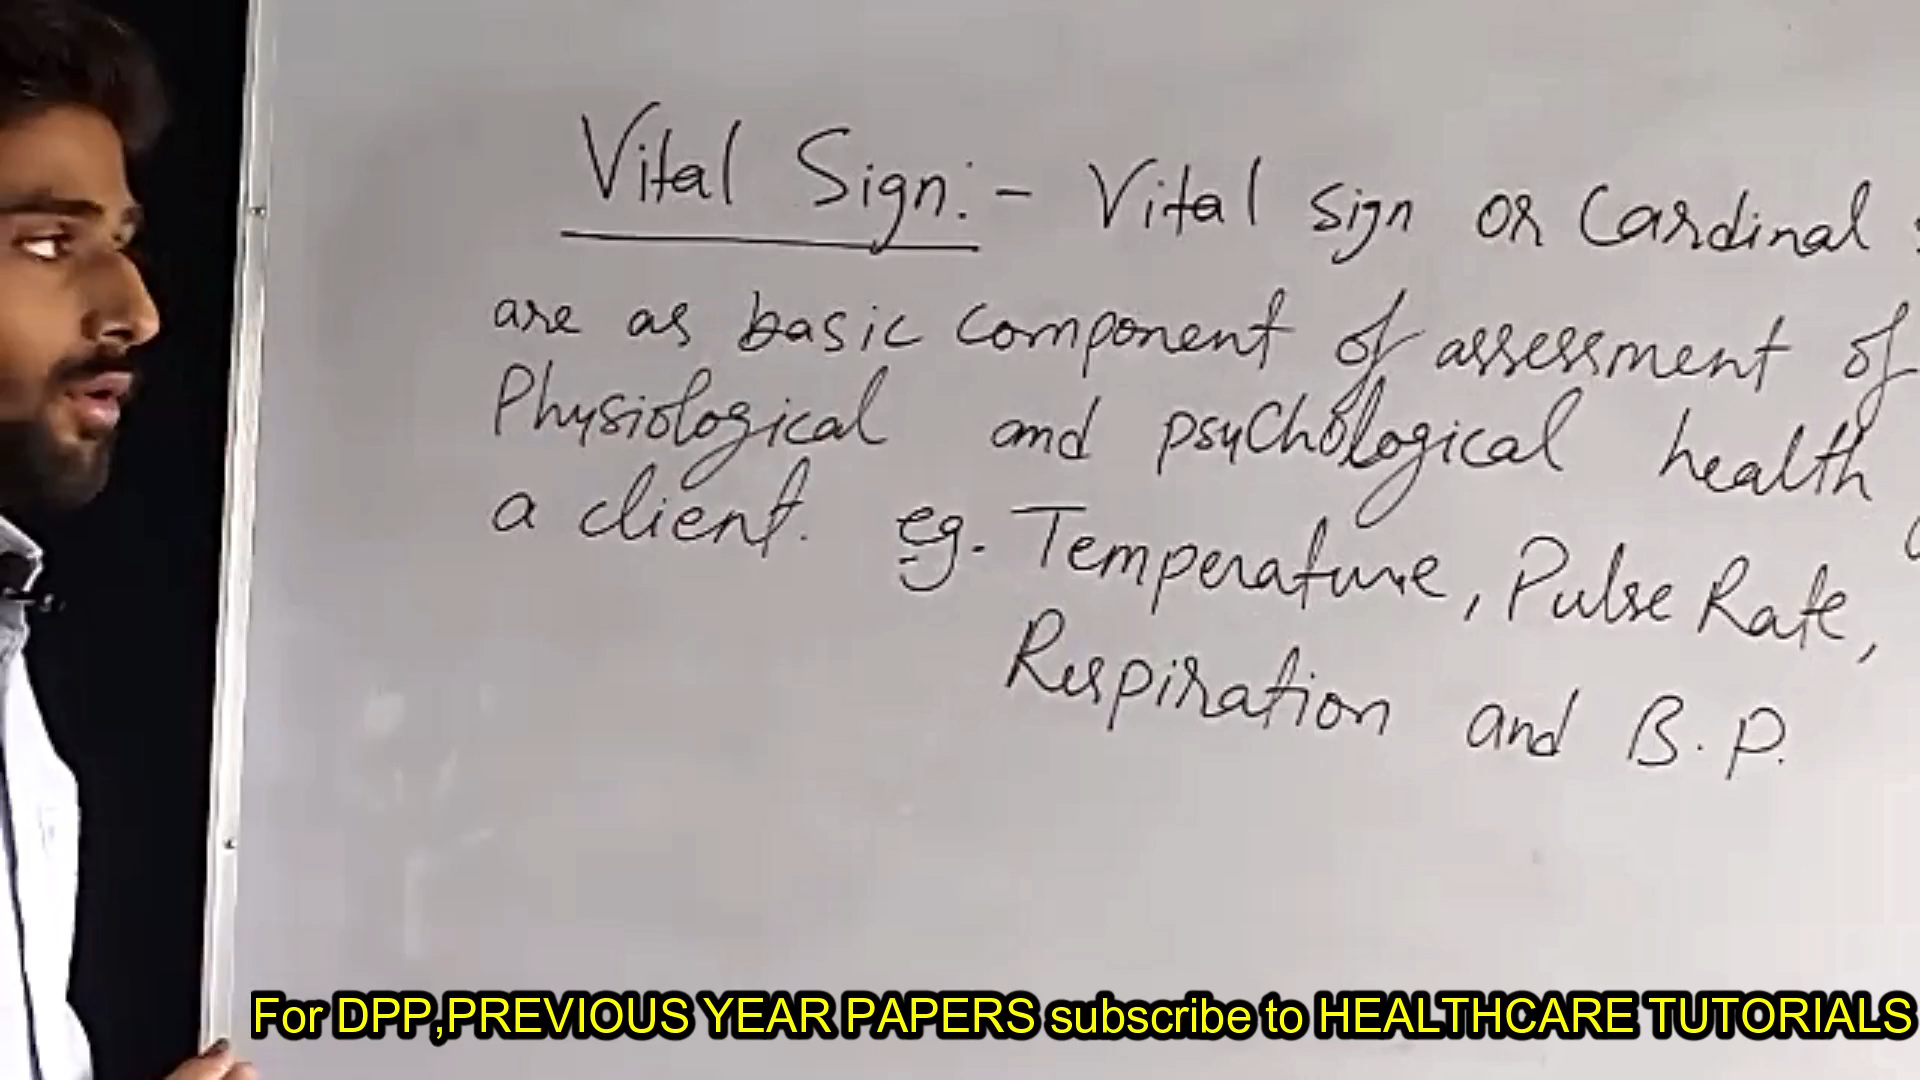 Vital Sign:- Vital sign or Cardinal
are as basic component of assessment of
Physiological and psychological health
a client. eg. Temperature, Pulse Rate,
Respiration and B.P.
For DPP,PREVIOUS YEAR PAPERS subscribe to HEALTHCARE TUTORIALS